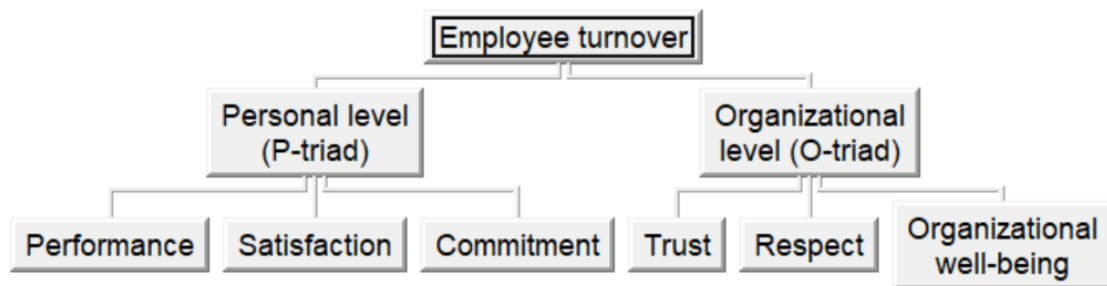 Employee turnover
Personal level
(P-triad)
Organizational
level (O-triad)
Performance
Satisfaction
Commitment
Trust
Respect
Organizational
well-being